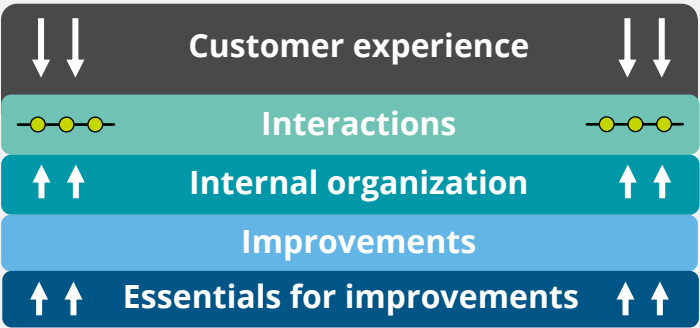 Customer experience
Interactions
Internal organization
Improvements
Essentials for improvements